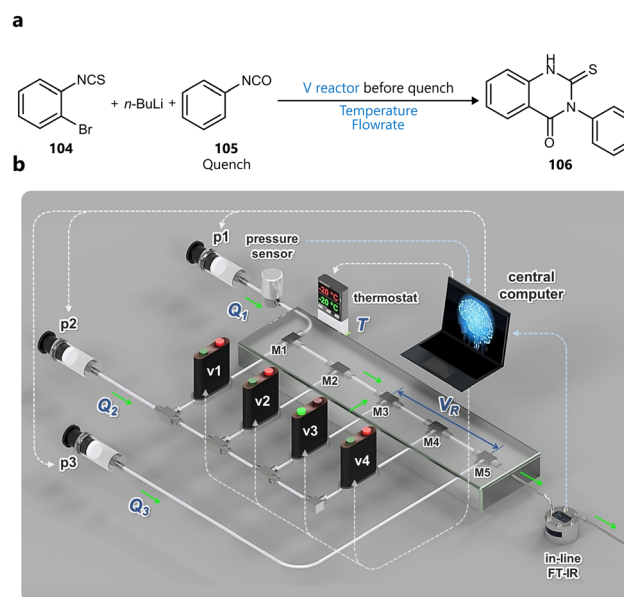 a
NCS
Br
104
+ n-BuLi +
NCO
105
Quench
V reactor before quench
Temperature
Flowrate
H
N
S
N
O
106
b
p1
pressure
sensor
Q1
-20 °C
-20 °C
thermostat
T
central
computer
p2
Q2
v1
v2
v3
v4
M1
M2
M3
M4
M5
VR
p3
Q3
in-line
FT-IR